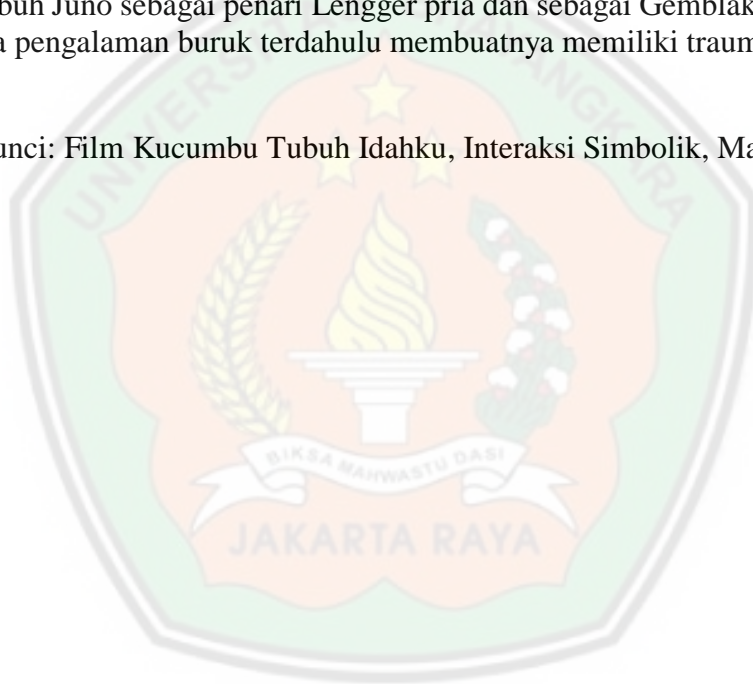 buh Juno sebagai penari Lengger pria dan sebagai Gemblak
a pengalaman buruk terdahulu membuatnya memiliki traum
unci: Film Kucumbu Tubuh Idahku, Interaksi Simbolik, Ma
BIKSA MAHWASTU DASI
JAKARTA RAYA